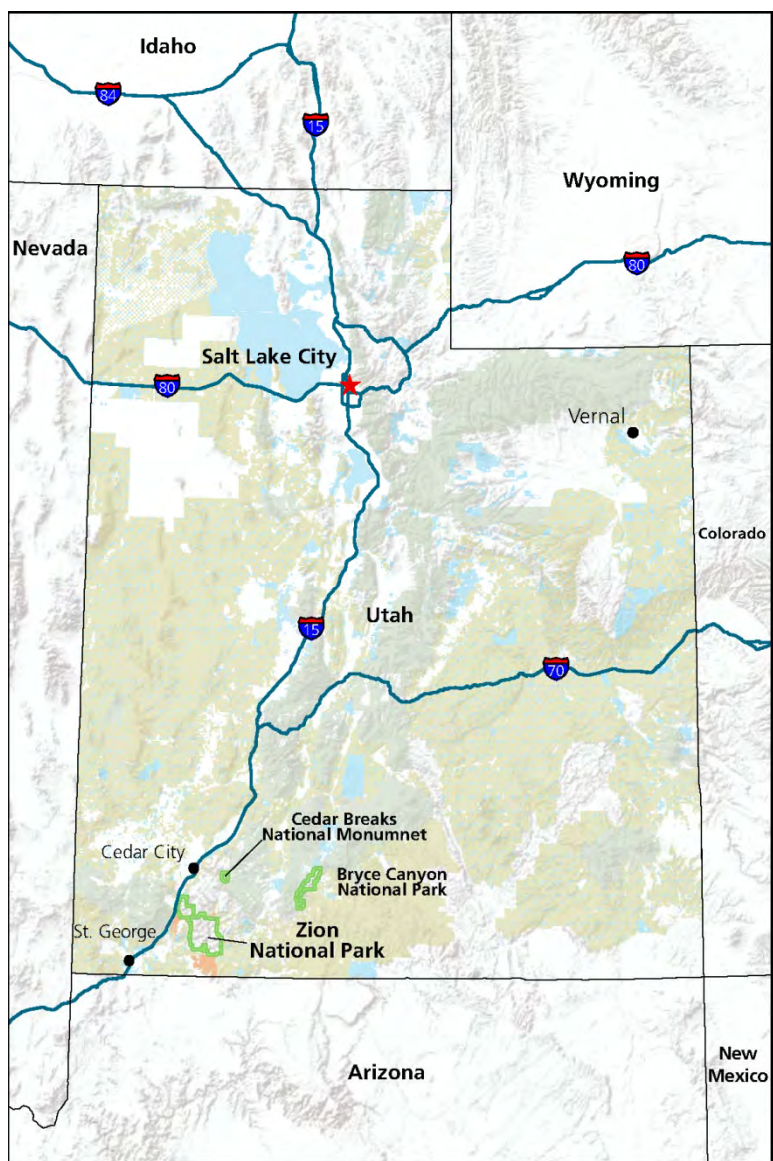 Idaho
84
15
Wyoming
Nevada
80
Salt Lake City
80
Vernal
Colorado
Utah
15
70
Cedar Breaks
National Monumnet
Cedar City
Bryce Canyon
National Park
St. George
Zion
National Park
Arizona
New
Mexico